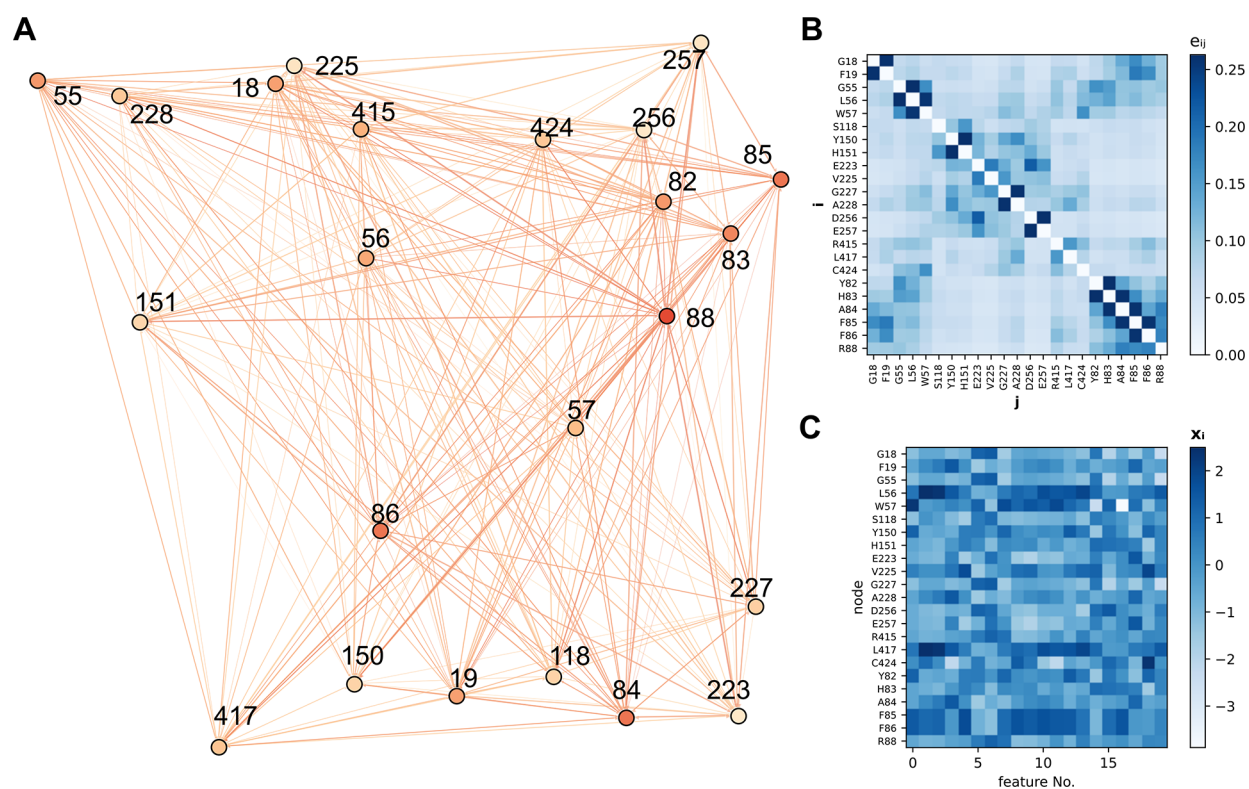 A
55
228
18
225
415
424
257
256
85
82
83
56
151
88
57
86
227
150
19
118
84
223
417
B
eij
G18
F19
G55
L56
W57
S118
Y150
H151
E223
V225
G227
A228
D256
E257
R415
L417
C424
Y82
H83
A84
F85
F86
R88
i
G18 F19 G55 L56 W57 S118 Y150 H151 E223 V225 G227 A228 D256 E257 R415 L417 C424 Y82 H83 A84 F85 F86 R88
j
0.25
0.20
0.15
0.10
0.05
0.00
C
xi
G18
F19
G55
L56
W57
S118
Y150
H151
E223
V225
G227
A228
D256
E257
R415
L417
C424
Y82
H83
A84
F85
F86
R88
node
0 5 10 15
feature No.
2
1
0
−1
−2
−3